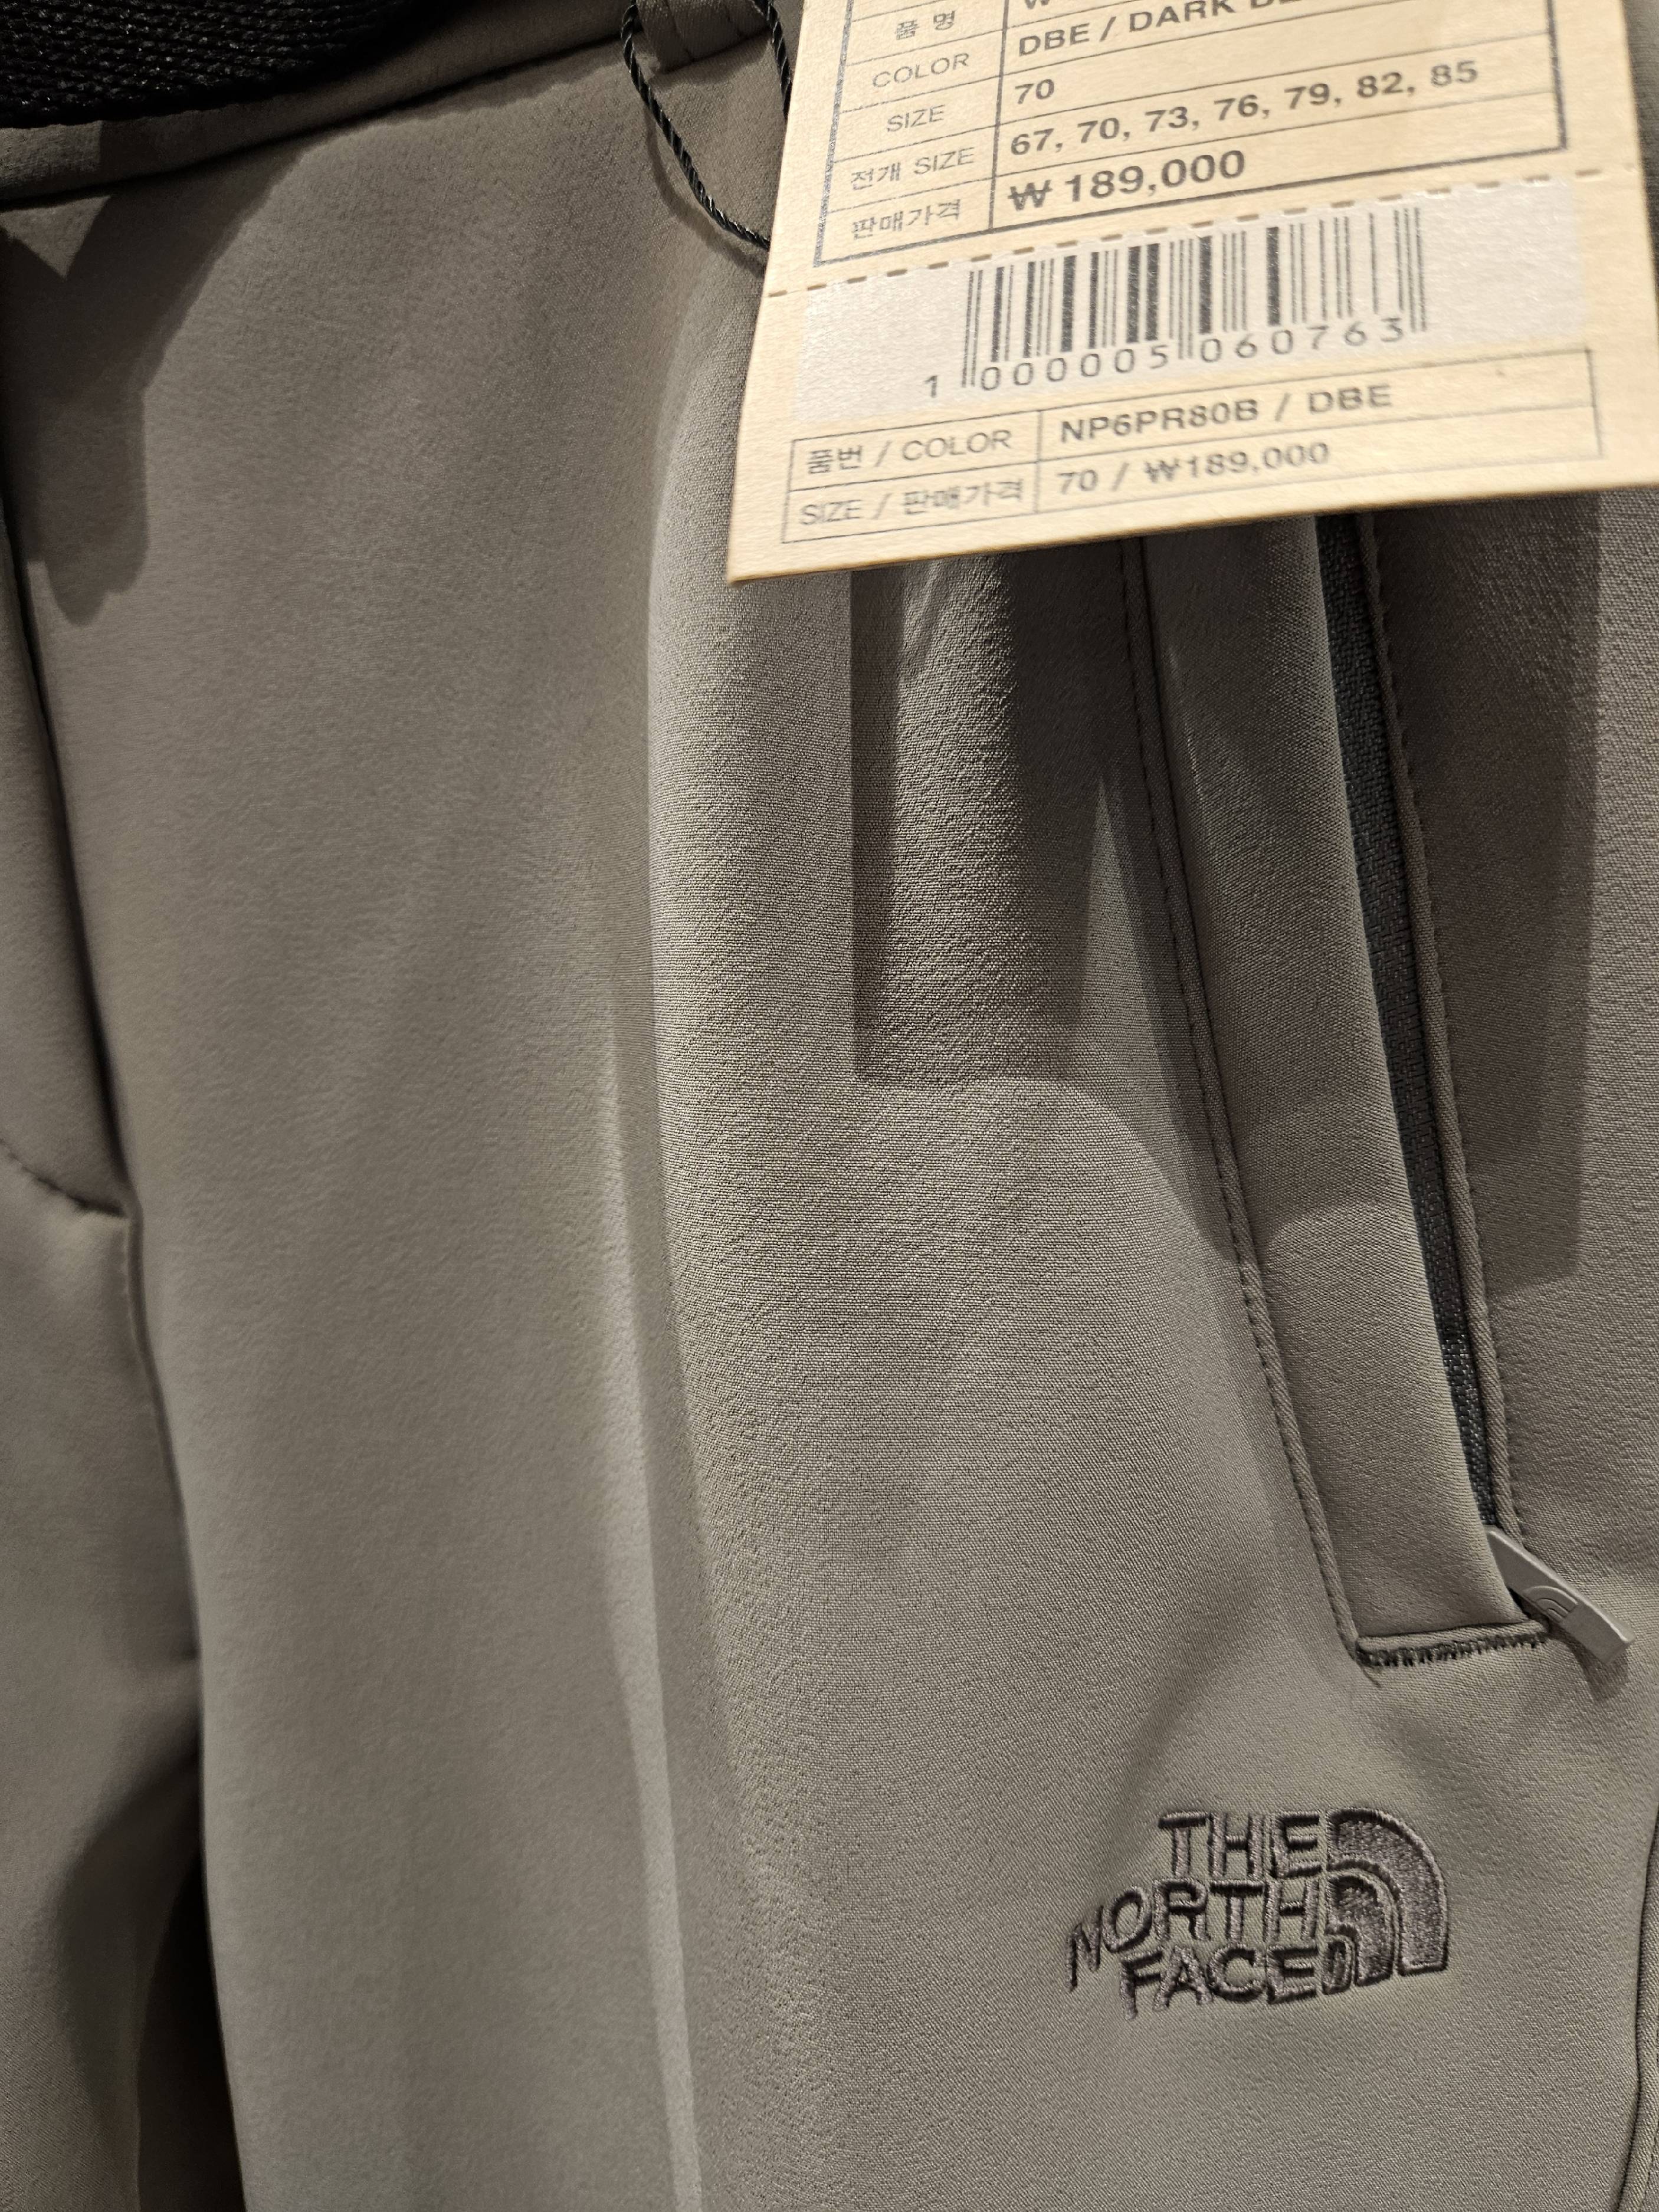 품 명 W
COLOR DBE / DARK
SIZE 70
전개 SIZE 67, 70, 73, 76, 79, 82, 85
판매가격 ₩ 189,000
1 000005 060763
품번 / COLOR NP6PR80B / DBE
SIZE / 판매가격 70 / ₩189,000
THE
NORTH
FACE